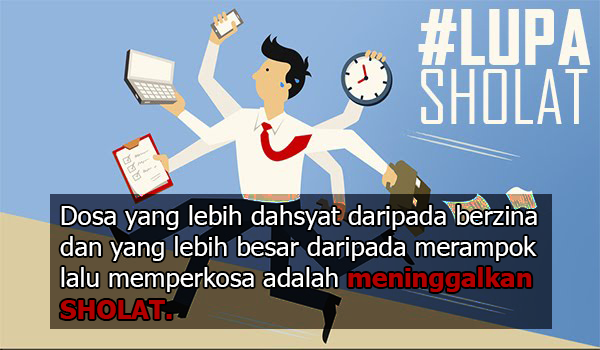 #LUPA
SHOLAT
Dosa yang lebih dahsyat daripada berzina
dan yang lebih besar daripada merampok
lalu memperkosa adalah meninggalkan
SHOLAT.